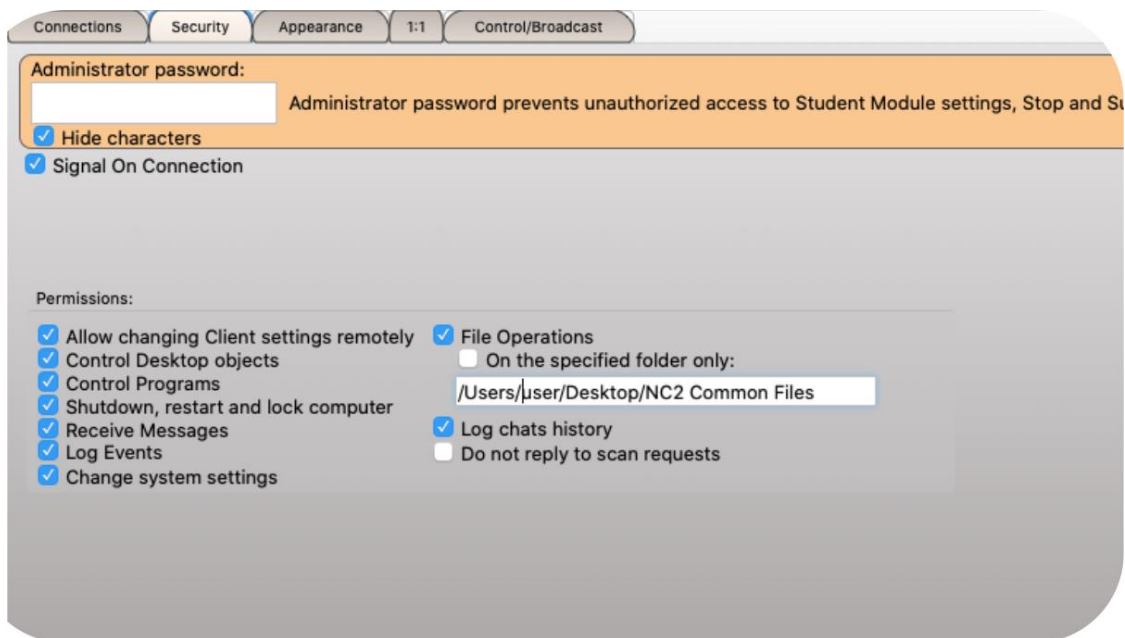 Connections Security Appearance 1:1 Control/Broadcast
Administrator password:
Administrator password prevents unauthorized access to Student Module settings, Stop and
Hide characters
Signal On Connection
Permissions:
Allow changing Client settings remotely
Control Desktop objects
Control Programs
Shutdown, restart and lock computer
Receive Messages
Log Events
Change system settings
File Operations
On the specified folder only:
/Users/user/Desktop/NC2 Common Files
Log chats history
Do not reply to scan requests